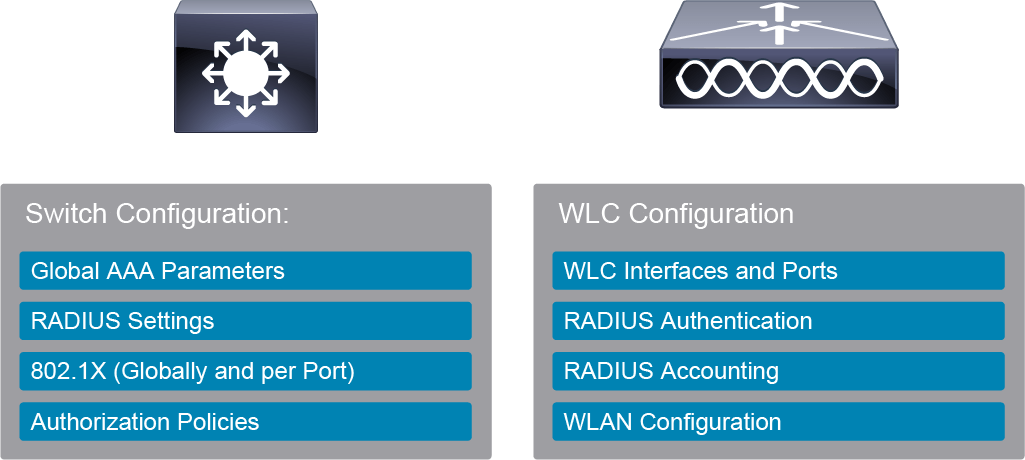 Switch Configuration:
Global AAA Parameters
RADIUS Settings
802.1X (Globally and per Port)
Authorization Policies
WLC Configuration
WLC Interfaces and Ports
RADIUS Authentication
RADIUS Accounting
WLAN Configuration